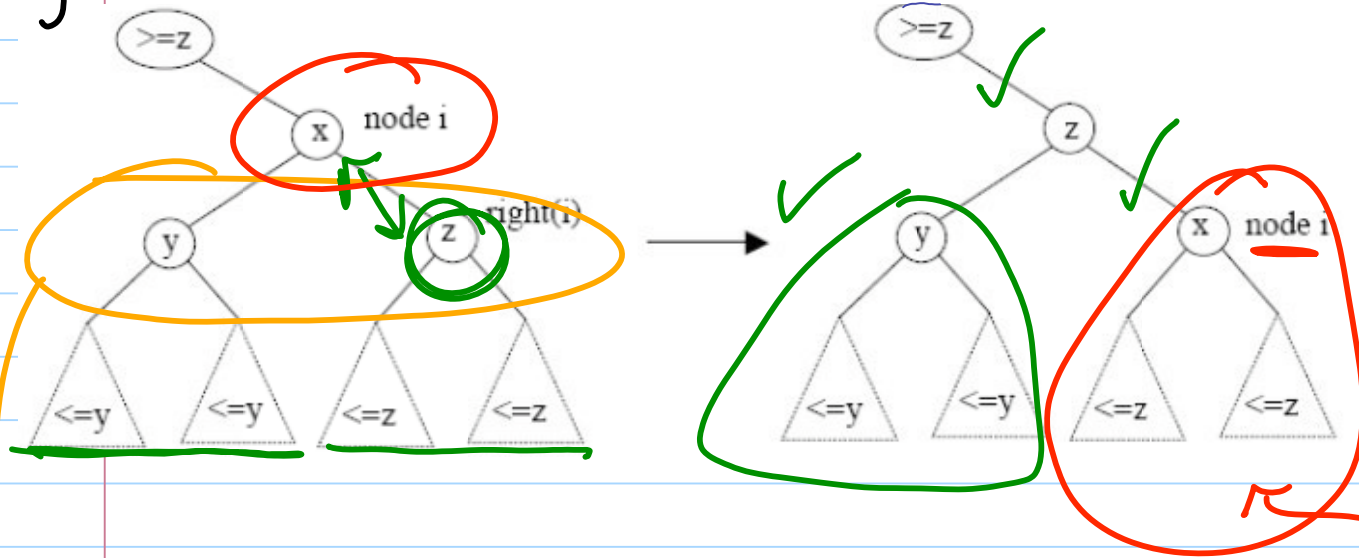 >=z >=z
x node i z
y z right(i) y x node i
<=y <=y <=z <=z <=y <=y <=z <=z